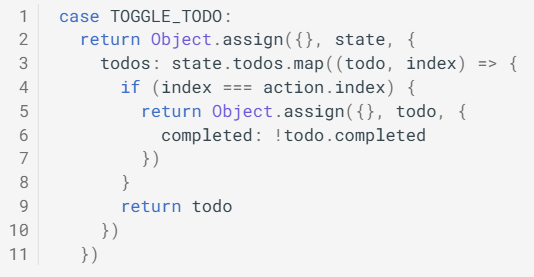 1 case TOGGLE_TODO:
2 return Object.assign({}, state, {
3 todos: state.todos.map((todo, index) => {
4 if (index === action.index) {
5 return Object.assign({}, todo, {
6 completed: !todo.completed
7 })
8 }
9 return todo
10 })
11 })